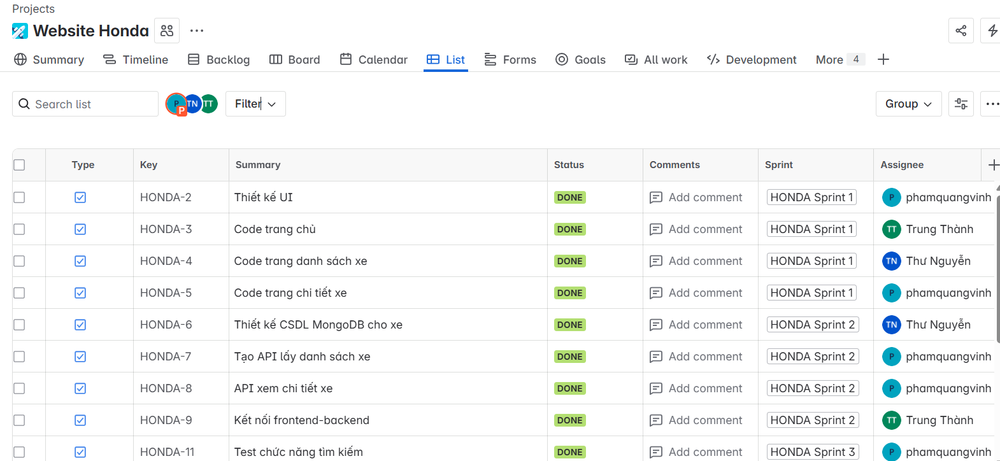 Projects
Website Honda
Summary Timeline Backlog Board Calendar List Forms Goals All work Development More 4
Search list P P TN TT Filter Group
Type Key Summary Status Comments Sprint Assignee
HONDA-2 Thiết kế UI DONE Add comment HONDA Sprint 1 P phamquangvinh
HONDA-3 Code trang chủ DONE Add comment HONDA Sprint 1 TT Trung Thành
HONDA-4 Code trang danh sách xe DONE Add comment HONDA Sprint 1 TN Thư Nguyễn
HONDA-5 Code trang chi tiết xe DONE Add comment HONDA Sprint 1 P phamquangvinh
HONDA-6 Thiết kế CSDL MongoDB cho xe DONE Add comment HONDA Sprint 2 TN Thư Nguyễn
HONDA-7 Tạo API lấy danh sách xe DONE Add comment HONDA Sprint 2 P phamquangvinh
HONDA-8 API xem chi tiết xe DONE Add comment HONDA Sprint 2 P phamquangvinh
HONDA-9 Kết nối frontend-backend DONE Add comment HONDA Sprint 2 TT Trung Thành
HONDA-11 Test chức năng tìm kiếm DONE Add comment HONDA Sprint 3 P phamquangvinh